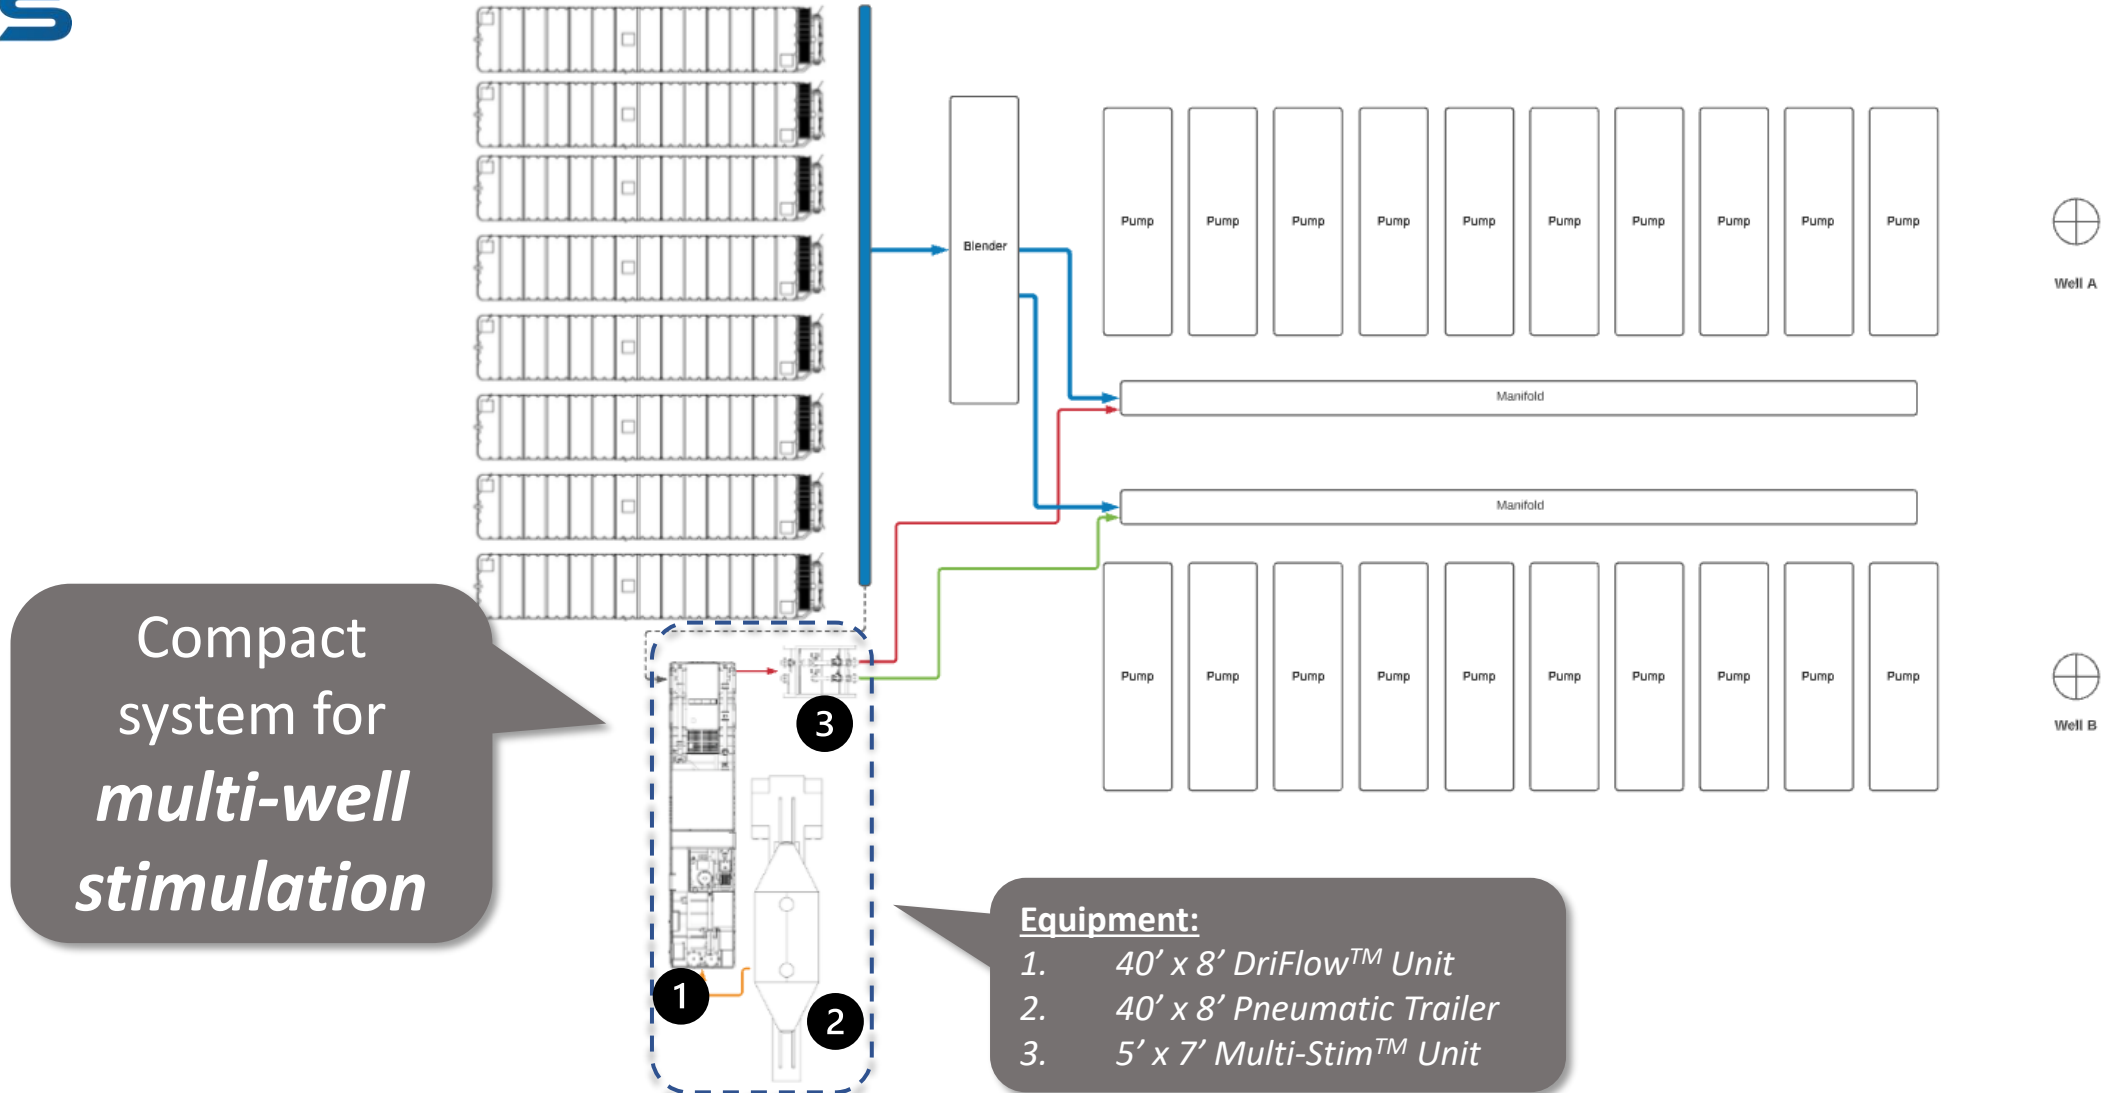 S
Pump Pump Pump Pump Pump Pump Pump Pump Pump Pump
Blender
Well A
Manifold
Manifold
Compact
system for
multi-well
stimulation
Pump Pump Pump Pump Pump Pump Pump Pump Pump Pump
Well B
3
1
2
Equipment:
1. 40’ x 8’ DriFlow™ Unit
2. 40’ x 8’ Pneumatic Trailer
3. 5’ x 7’ Multi-Stim™ Unit